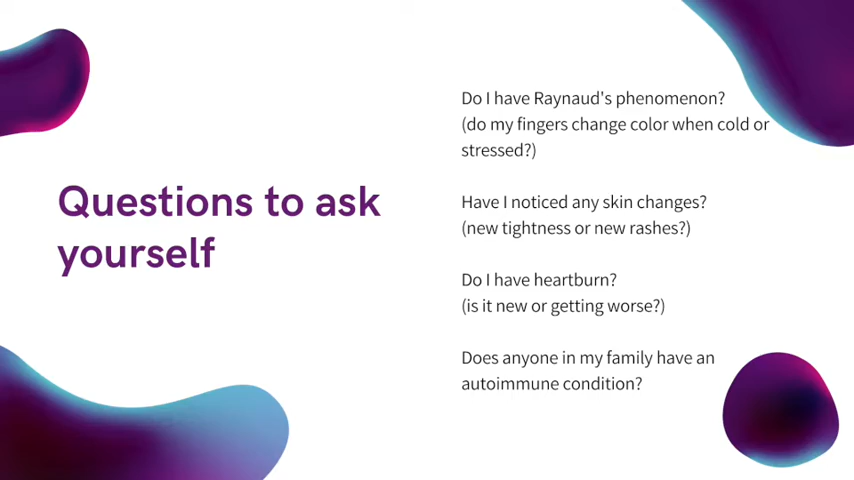 Questions to ask
yourself
Do I have Raynaud's phenomenon?
(do my fingers change color when cold or
stressed?)
Have I noticed any skin changes?
(new tightness or new rashes?)
Do I have heartburn?
(is it new or getting worse?)
Does anyone in my family have an
autoimmune condition?